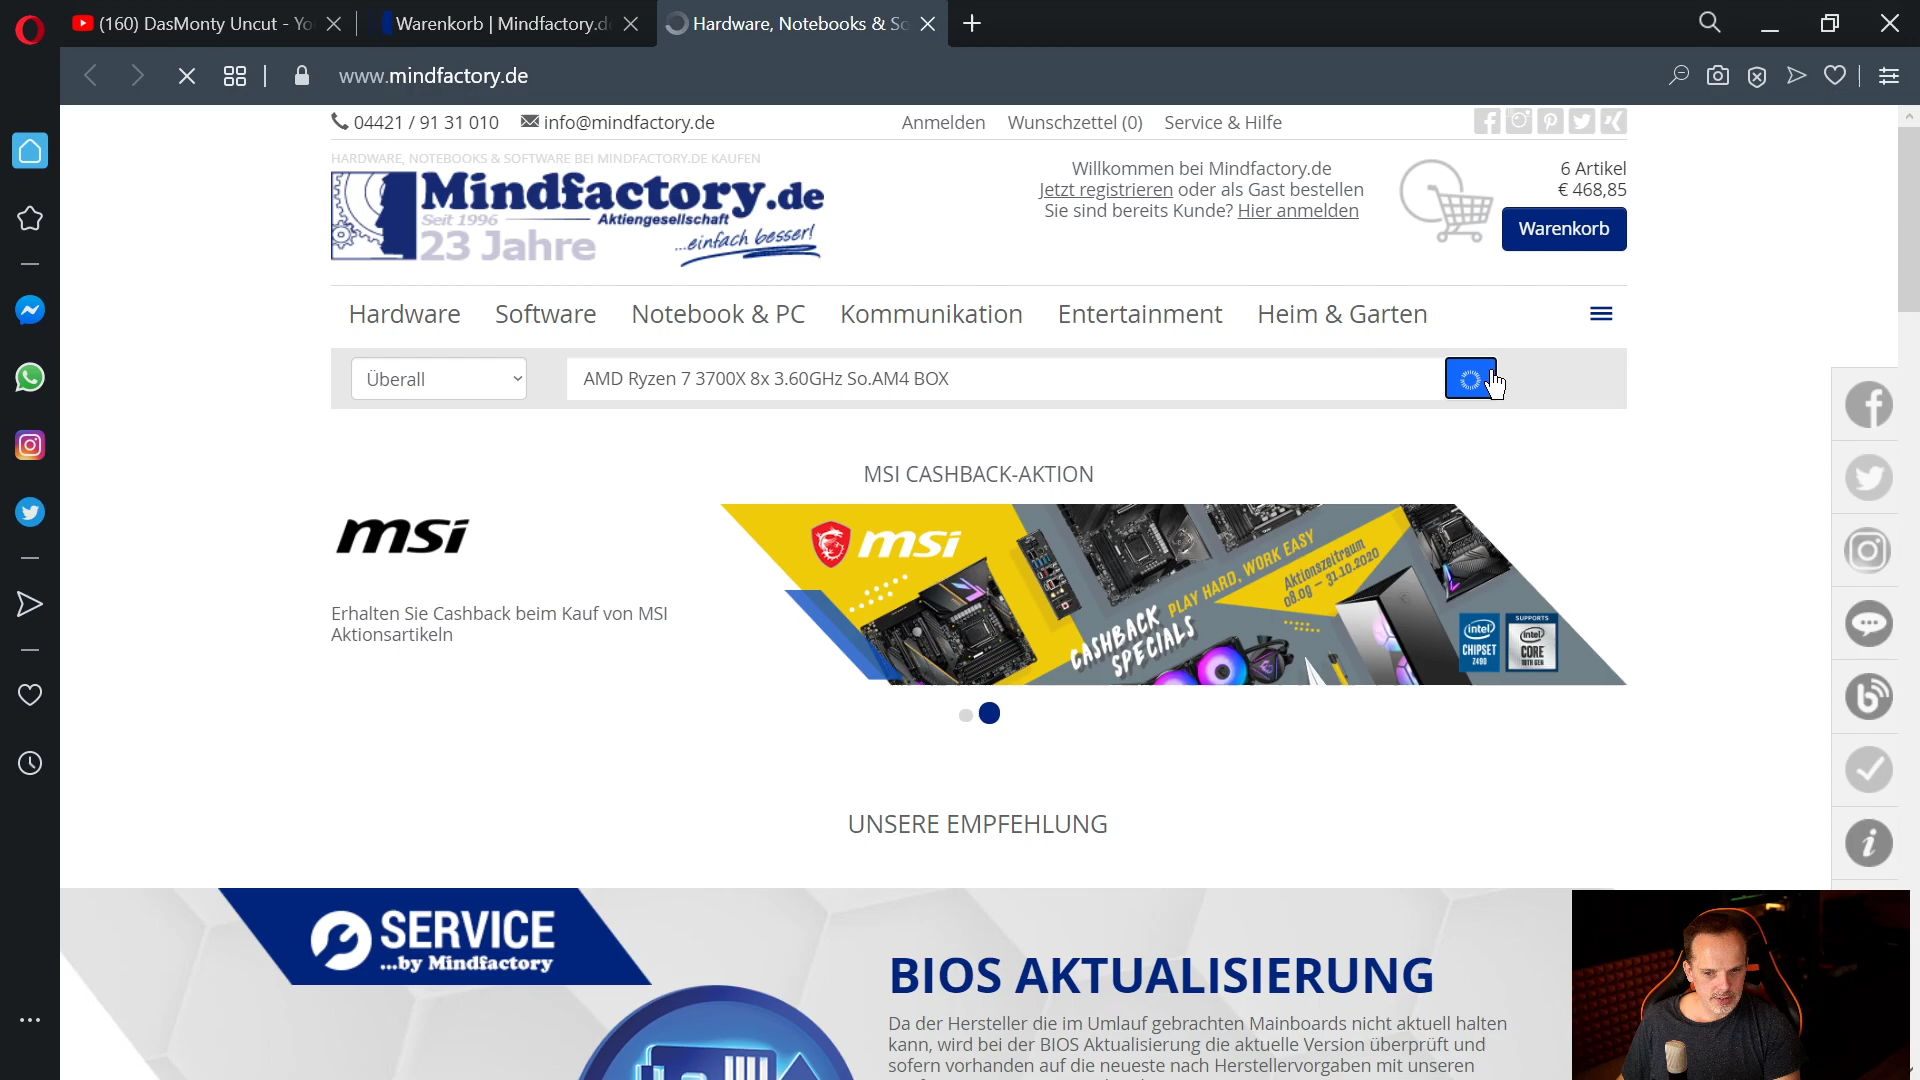 (160) DasMonty Uncut - Yo
Warenkorb | Mindfactory.d
Hardware, Notebooks & So
www.mindfactory.de
04421 / 91 31 010
info@mindfactory.de
Anmelden
Wunschzettel (0)
Service & Hilfe
HARDWARE, NOTEBOOKS & SOFTWARE BEI MINDFACTORY.DE KAUFEN
Mindfactory.de
Seit 1996
Aktiengesellschaft
23 Jahre
...einfach besser!
Willkommen bei Mindfactory.de
Jetzt registrieren oder als Gast bestellen
Sie sind bereits Kunde? Hier anmelden
6 Artikel
€ 468,85
Warenkorb
Hardware
Software
Notebook & PC
Kommunikation
Entertainment
Heim & Garten
Überall
AMD Ryzen 7 3700X 8x 3.60GHz So.AM4 BOX
MSI CASHBACK-AKTION
msi
Erhalten Sie Cashback beim Kauf von MSI
Aktionsartikeln
msi
CASHBACK
SPECIALS
PLAY HARD, WORK EASY
Aktionszeitraum
08.09 – 31.10.2020
intel
CHIPSET
Z490
SUPPORTS
intel
CORE
10TH GEN
UNSERE EMPFEHLUNG
SERVICE
...by Mindfactory
BIOS AKTUALISIERUNG
Da der Hersteller die im Umlauf gebrachten Mainboards nicht aktuell halten
kann, wird bei der BIOS Aktualisierung die aktuelle Version überprüft und
sofern vorhanden auf die neueste nach Herstellervorgaben mit unseren